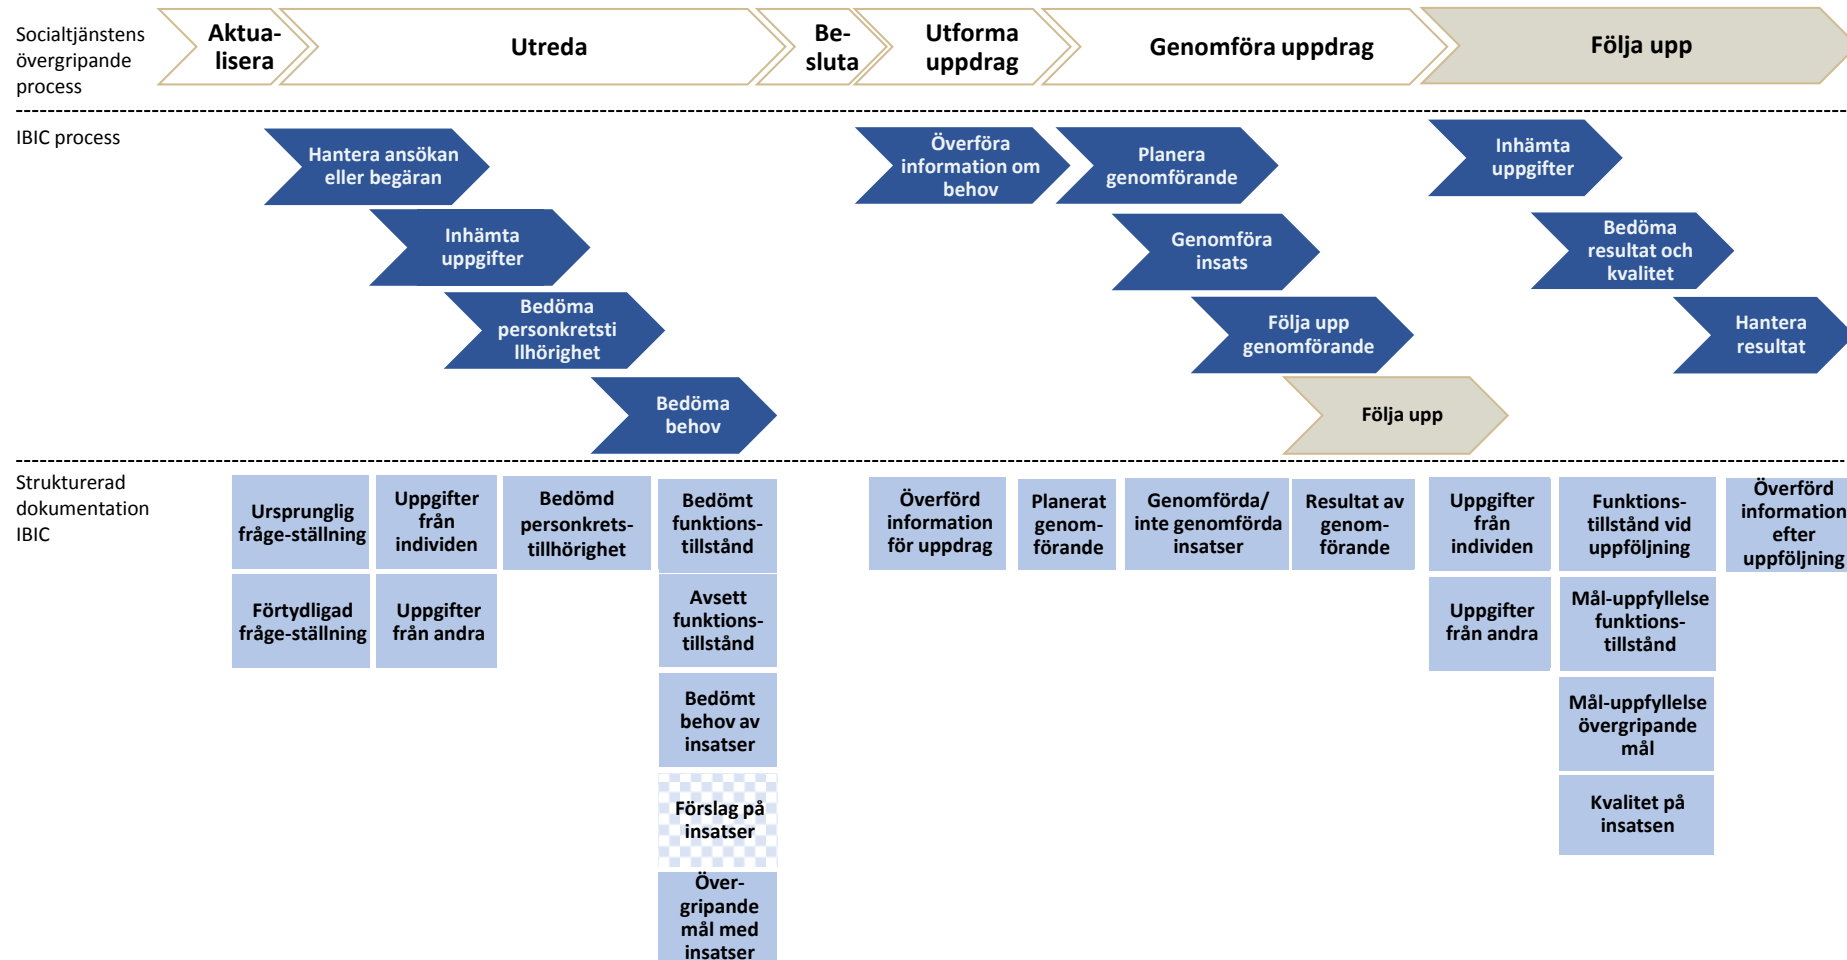 Socialtjänstens
övergripande
process
Aktua-
lisera
Utreda
Be-
sluta
Utforma
uppdrag
Genomföra uppdrag
Följa upp
IBIC process
Hantera ansökan
eller begäran
Inhämta
uppgifter
Bedöma
personkretsti
llhörighet
Bedöma
behov
Överföra
information om
behov
Planera
genomförande
Genomföra
insats
Följa upp
genomförande
Följa upp
Inhämta
uppgifter
Bedöma
resultat och
kvalitet
Hantera
resultat
Strukturerad
dokumentation
IBIC
Ursprunglig
fråge-ställning
Förtydligad
fråge-ställning
Uppgifter
från
individen
Uppgifter
från andra
Bedömd
personkrets-
tillhörighet
Bedömt
funktions-
tillstånd
Avsett
funktions-
tillstånd
Bedömt
behov av
insatser
Förslag på
insatser
Över-
gripande
mål med
insatser
Överförd
information
för uppdrag
Planerat
genom-
förande
Genomförda/
inte genomförda
insatser
Resultat av
genom-
förande
Uppgifter
från
individen
Uppgifter
från andra
Funktions-
tillstånd vid
uppföljning
Mål-uppfyllelse
funktions-
tillstånd
Mål-uppfyllelse
övergripande
mål
Kvalitet på
insatsen
Överförd
information
efter
uppföljning